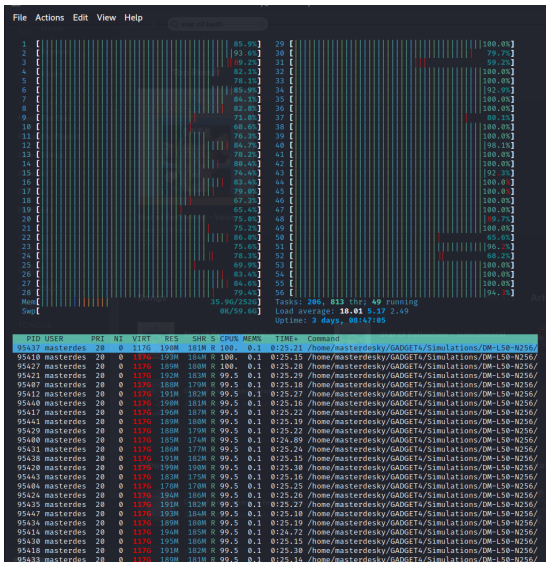 File Actions Edit View Help
1 [ 85.9%] 29 [ 100.0%]
2 [ 93.6%] 30 [ 79.7%]
3 [ 89.2%] 31 [ 59.2%]
4 [ 82.1%] 32 [ 100.0%]
5 [ 78.1%] 33 [ 100.0%]
6 [ 85.9%] 34 [ 92.9%]
7 [ 84.1%] 35 [ 100.0%]
8 [ 82.0%] 36 [ 100.0%]
9 [ 71.8%] 37 [ 80.1%]
10 [ 68.6%] 38 [ 100.0%]
11 [ 76.3%] 39 [ 100.0%]
12 [ 84.7%] 40 [ 98.1%]
13 [ 78.2%] 41 [ 100.0%]
14 [ 80.4%] 42 [ 100.0%]
15 [ 74.4%] 43 [ 92.3%]
16 [ 83.4%] 44 [ 100.0%]
17 [ 79.0%] 45 [ 100.0%]
18 [ 67.3%] 46 [ 100.0%]
19 [ 65.4%] 47 [ 100.0%]
20 [ 75.0%] 48 [
21 [ 75.2%] 49 [ 100.0%]
22 [ 86.0%] 50 [ 65.6%]
23 [ 75.6%] 51 [
24 [ 78.3%] 52 [ 68.2%]
25 [ 69.9%] 53 [ 100.0%]
26 [ 83.4%] 54 [ 100.0%]
27 [ 84.6%] 55 [ 100.0%]
28 [ 79.4%] 56 [
Mem[ 35.9G/252G] Tasks: 206, 813 thr; 49 running
Swp[ 0K/59.6G] Load average: 18.01 5.17 2.49
Uptime: 3 days, 08:47:05
PID USER PRI NI VIRT RES SHR S CPU% MEM% TIME+ Command
95437 masterdes 20 0 117G 190M 181M R 100. 0.1 0:25.21 /home/masterdesky/GADGET4/Simulations/DM-L50-N256/
95410 masterdes 20 0 117G 193M 184M R 100. 0.1 0:25.15 /home/masterdesky/GADGET4/Simulations/DM-L50-N256/
95427 masterdes 20 0 117G 189M 180M R 100. 0.1 0:25.28 /home/masterdesky/GADGET4/Simulations/DM-L50-N256/
95421 masterdes 20 0 117G 192M 183M R 99.5 0.1 0:25.29 /home/masterdesky/GADGET4/Simulations/DM-L50-N256/
95407 masterdes 20 0 117G 188M 179M R 99.5 0.1 0:25.18 /home/masterdesky/GADGET4/Simulations/DM-L50-N256/
95412 masterdes 20 0 117G 191M 182M R 99.5 0.1 0:25.27 /home/masterdesky/GADGET4/Simulations/DM-L50-N256/
95440 masterdes 20 0 117G 190M 181M R 99.5 0.1 0:25.16 /home/masterdesky/GADGET4/Simulations/DM-L50-N256/
95417 masterdes 20 0 117G 196M 187M R 99.5 0.1 0:25.22 /home/masterdesky/GADGET4/Simulations/DM-L50-N256/
95441 masterdes 20 0 117G 190M 181M R 99.5 0.1 0:25.19 /home/masterdesky/GADGET4/Simulations/DM-L50-N256/
95429 masterdes 20 0 117G 188M 179M R 99.5 0.1 0:25.22 /home/masterdesky/GADGET4/Simulations/DM-L50-N256/
95400 masterdes 20 0 117G 185M 174M R 99.5 0.1 0:24.89 /home/masterdesky/GADGET4/Simulations/DM-L50-N256/
95431 masterdes 20 0 117G 186M 177M R 99.5 0.1 0:25.24 /home/masterdesky/GADGET4/Simulations/DM-L50-N256/
95438 masterdes 20 0 117G 191M 182M R 99.5 0.1 0:25.15 /home/masterdesky/GADGET4/Simulations/DM-L50-N256/
95420 masterdes 20 0 117G 199M 190M R 99.5 0.1 0:25.30 /home/masterdesky/GADGET4/Simulations/DM-L50-N256/
95443 masterdes 20 0 117G 183M 175M R 99.5 0.1 0:25.16 /home/masterdesky/GADGET4/Simulations/DM-L50-N256/
95404 masterdes 20 0 117G 178M 170M R 99.5 0.1 0:25.25 /home/masterdesky/GADGET4/Simulations/DM-L50-N256/
95424 masterdes 20 0 117G 194M 186M R 99.5 0.1 0:25.26 /home/masterdesky/GADGET4/Simulations/DM-L50-N256/
95435 masterdes 20 0 117G 191M 182M R 99.5 0.1 0:25.27 /home/masterdesky/GADGET4/Simulations/DM-L50-N256/
95447 masterdes 20 0 117G 193M 184M R 99.5 0.1 0:25.18 /home/masterdesky/GADGET4/Simulations/DM-L50-N256/
95434 masterdes 20 0 117G 190M 181M R 99.5 0.1 0:25.19 /home/masterdesky/GADGET4/Simulations/DM-L50-N256/
95414 masterdes 20 0 117G 194M 185M R 99.5 0.1 0:24.72 /home/masterdesky/GADGET4/Simulations/DM-L50-N256/
95430 masterdes 20 0 117G 195M 186M R 99.5 0.1 0:25.15 /home/masterdesky/GADGET4/Simulations/DM-L50-N256/
95418 masterdes 20 0 117G 191M 182M R 99.5 0.1 0:25.30 /home/masterdesky/GADGET4/Simulations/DM-L50-N256/
95433 masterdes 20 0 117G 191M 181M R 99.5 0.1 0:25.14 /home/masterdesky/GADGET4/Simulations/DM-L50-N256/